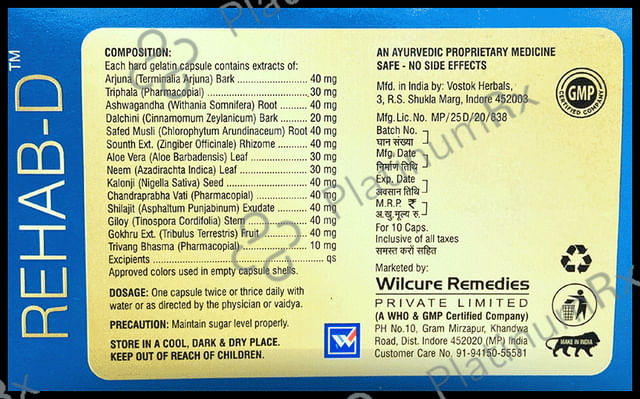 REHAB-D™
COMPOSITION:
Each hard gelatin capsule contains extracts of:
Arjuna (Termiralia Arjuna) Bark 40 mg
Triphala (Pharmacopial) 30 mg
Ashwagandha (Withania Somnifera) Root 40 mg
Dalchini (Cinnamomum Zeylanicum) Bark 20 mg
Safed Musli (Chlorophytum Arundinaceum) Root 40 mg
Sounth Ext. (Zingiber Officinale) Rhizome 40 mg
Aloe Vera (Aloe Barbadensis) Leaf 30 mg
Neem (Azadirachta Indica) Leaf 30 mg
Kalonji (Nigella Sativa) Seed 40 mg
Chandraprabha Vati (Pharmacopial) 40 mg
Shilajit (Asphaltum Punjabinum) Exudate 40 mg
Giloy (Tinospora Cordifolia) Stem 40 mg
Gokhru Ext. (Tribulus Terrestris) Fruit 40 mg
Trivang Bhasma (Pharmacopial) 10 mg
Excipients qs
Approved colors used in empty capsule shells.
DOSAGE: One capsule twice or thrice daily with
water or as directed by the physician or vaidya.
PRECAUTION: Maintain sugar level properly.
STORE IN A COOL, DARK & DRY PLACE.
KEEP OUT OF REACH OF CHILDREN.
W
AN AYURVEDIC PROPRIETARY MEDICINE
SAFE - NO SIDE EFFECTS
Mfd. in India by: Vostok Herbals,
3, R.S. Shukla Marg, Indore 452003
GMP
CERTIFIED COMPANY
Mfg. Lic. No. MP/25D/20/838
Batch No.
घान संख्या
Mfg. Date
निर्माण तिथि
Exp. Date
अवसान तिथि
M.R.P. ₹
अ.खु.मूल्य रु.
For 10 Caps.
Inclusive of all taxes
समस्त करों सहित
Marketed by:
Wilcure Remedies
PRIVATE LIMITED
(A WHO & GMP Certified Company)
PH No.10, Gram Mirzapur, Khandwa
Road, Dist. Indore 452020 (MP) India
Customer Care No. 91-94150-55581
MAKE IN INDIA
PlatinumRx
PlatinumRx
PlatinumRx